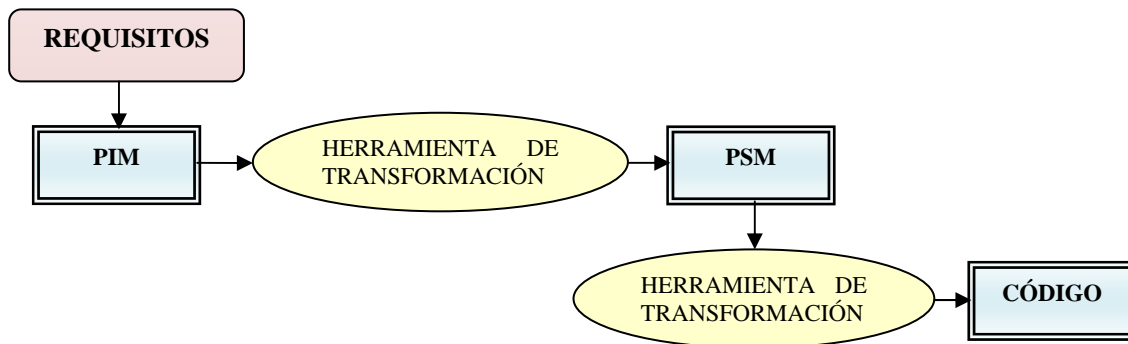 REQUISITOS
PIM
HERRAMIENTA DE
TRANSFORMACIÓN
PSM
HERRAMIENTA DE
TRANSFORMACIÓN
CÓDIGO